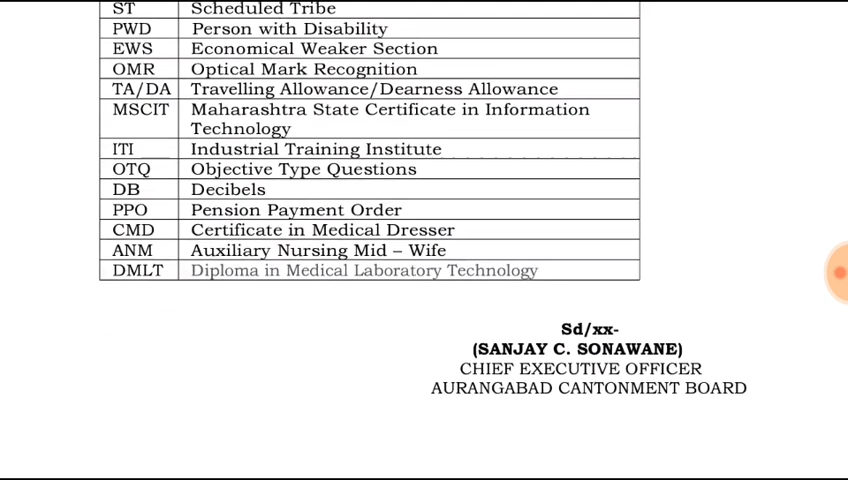 ST Scheduled Tribe
PWD Person with Disability
EWS Economical Weaker Section
OMR Optical Mark Recognition
TA/DA Travelling Allowance/Dearness Allowance
MSCIT Maharashtra State Certificate in Information
Technology
ITI Industrial Training Institute
OTQ Objective Type Questions
DB Decibels
PPO Pension Payment Order
CMD Certificate in Medical Dresser
ANM Auxiliary Nursing Mid – Wife
DMLT Diploma in Medical Laboratory Technology
Sd/xx-
(SANJAY C. SONAWANE)
CHIEF EXECUTIVE OFFICER
AURANGABAD CANTONMENT BOARD